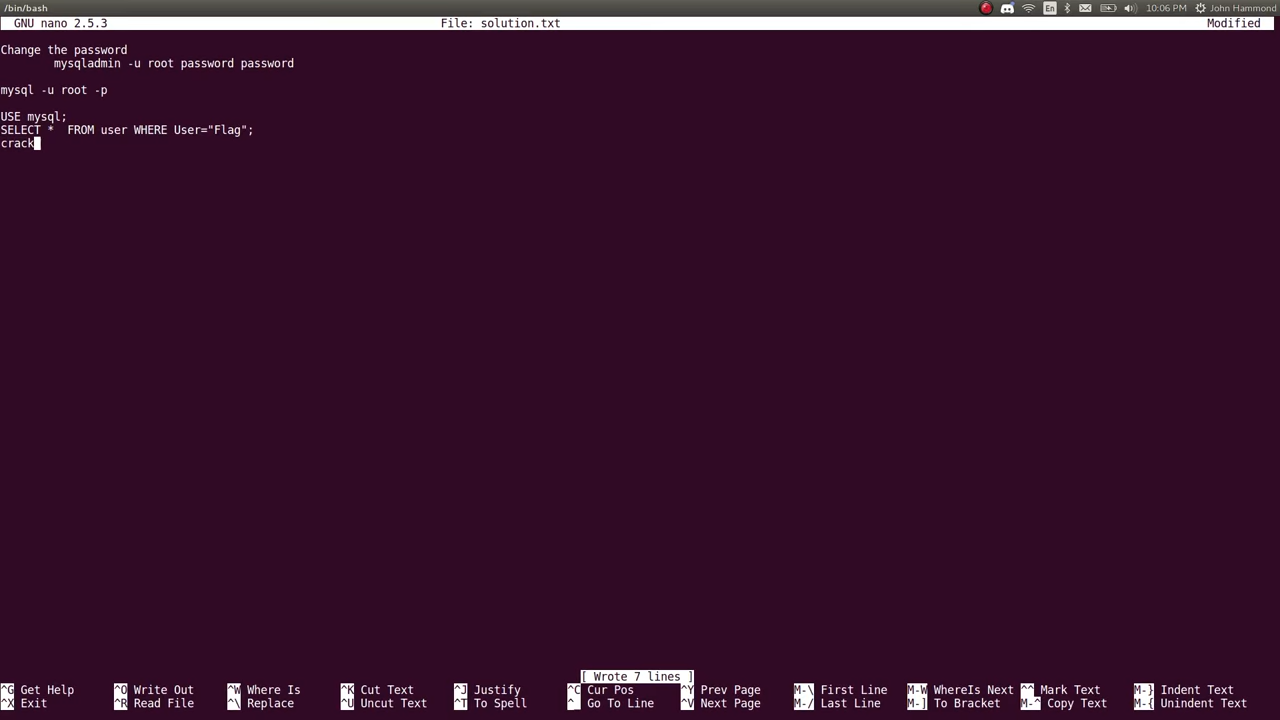 /bin/bash
En
10:06 PM
John Hammond
GNU nano 2.5.3
File: solution.txt
Modified
Change the password
mysqladmin -u root password password
mysql -u root -p
USE mysql;
SELECT *  FROM user WHERE User="Flag";
crack
[ Wrote 7 lines ]
^G Get Help ^O Write Out ^W Where Is ^K Cut Text ^J Justify ^C Cur Pos ^Y Prev Page M-\ First Line M-W WhereIs Next ^^ Mark Text M-} Indent Text
^X Exit ^R Read File ^\ Replace ^U Uncut Text ^T To Spell ^_ Go To Line ^V Next Page M-/ Last Line M-] To Bracket M-^ Copy Text M-{ Unindent Text